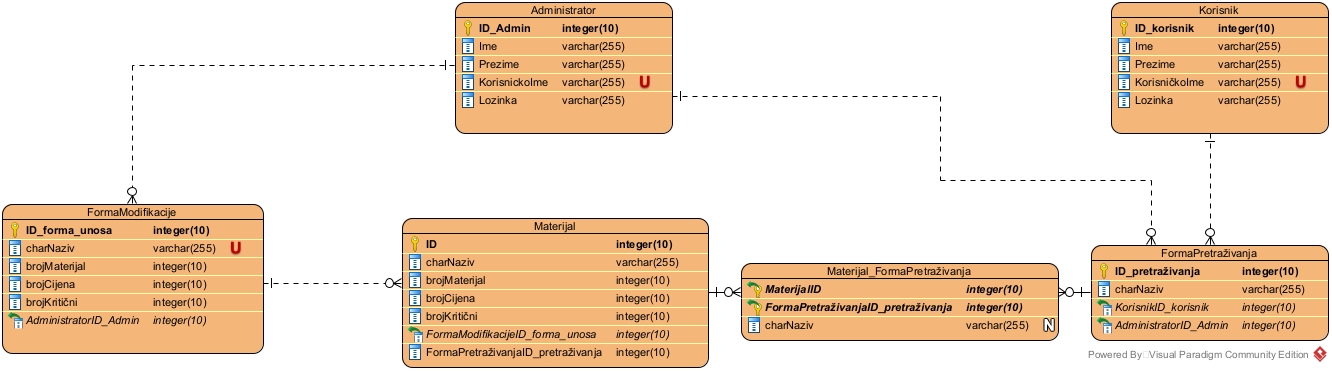 Administrator
ID_Admin integer(10)
Ime varchar(255)
Prezime varchar(255)
KorisnickoIme varchar(255) U
Lozinka varchar(255)
Korisnik
ID_korisnik integer(10)
Ime varchar(255)
Prezime varchar(255)
KorisničkoIme varchar(255) U
Lozinka varchar(255)
FormaModifikacije
ID_forma_unosa integer(10)
charNaziv varchar(255) U
brojMaterijal integer(10)
brojCijena integer(10)
brojKritični integer(10)
AdministratorID_Admin integer(10)
Materijal
ID integer(10)
charNaziv varchar(255)
brojMaterijal integer(10)
brojCijena integer(10)
brojKritični integer(10)
FormaModifikacijeID_forma_unosa integer(10)
FormaPretraživanjaID_pretraživanja integer(10)
Materijal_FormaPretraživanja
MaterijalID integer(10)
FormaPretraživanjaID_pretraživanja integer(10)
charNaziv varchar(255) N
FormaPretraživanja
ID_pretraživanja integer(10)
charNaziv varchar(255)
KorisnikID_korisnik integer(10)
AdministratorID_Admin integer(10)
Powered By Visual Paradigm Community Edition